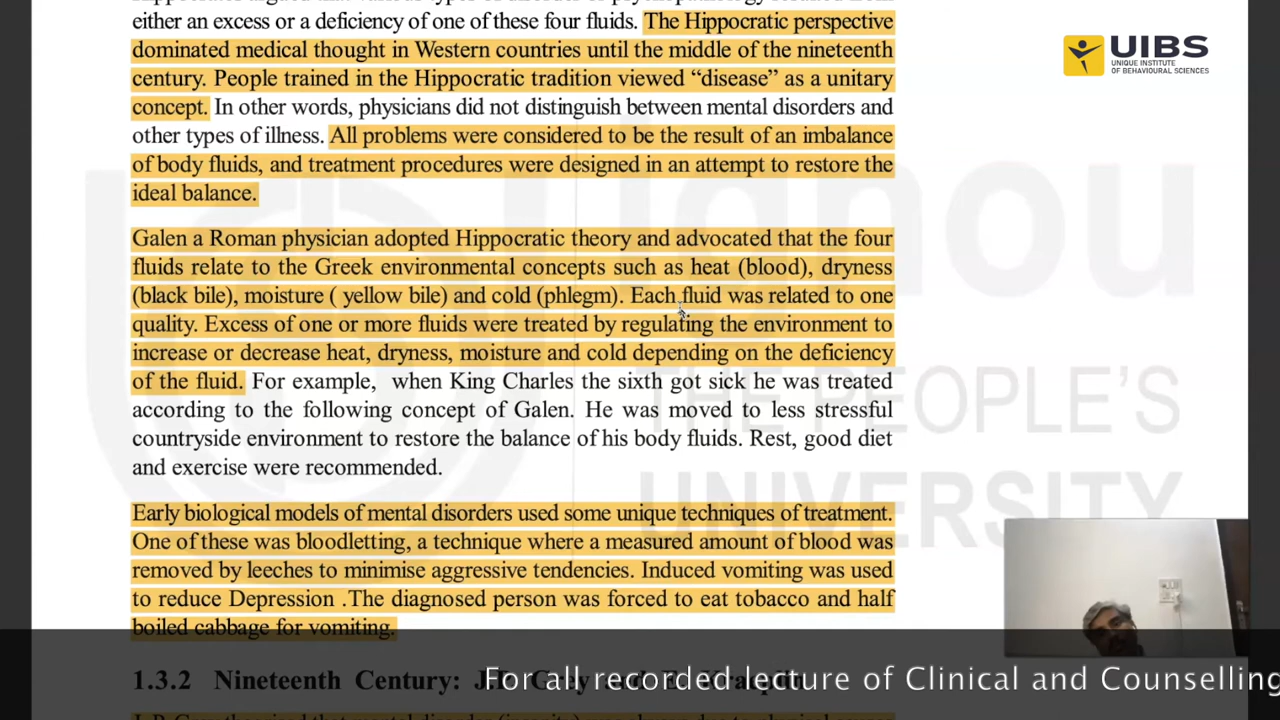 Hippocrates argued that various types of disorder or psychopathology resulted from
either an excess or a deficiency of one of these four fluids. The Hippocratic perspective
dominated medical thought in Western countries until the middle of the nineteenth
century. People trained in the Hippocratic tradition viewed “disease” as a unitary
concept. In other words, physicians did not distinguish between mental disorders and
other types of illness. All problems were considered to be the result of an imbalance
of body fluids, and treatment procedures were designed in an attempt to restore the
ideal balance.
Galen a Roman physician adopted Hippocratic theory and advocated that the four
fluids relate to the Greek environmental concepts such as heat (blood), dryness
(black bile), moisture ( yellow bile) and cold (phlegm). Each fluid was related to one
quality. Excess of one or more fluids were treated by regulating the environment to
increase or decrease heat, dryness, moisture and cold depending on the deficiency
of the fluid. For example, when King Charles the sixth got sick he was treated
according to the following concept of Galen. He was moved to less stressful
countryside environment to restore the balance of his body fluids. Rest, good diet
and exercise were recommended.
Early biological models of mental disorders used some unique techniques of treatment.
One of these was bloodletting, a technique where a measured amount of blood was
removed by leeches to minimise aggressive tendencies. Induced vomiting was used
to reduce Depression .The diagnosed person was forced to eat tobacco and half
boiled cabbage for vomiting.
1.3.2 Nineteenth Century:
For all recorded lecture of Clinical and Counselling
UIBS
UNIQUE INSTITUTE
OF BEHAVIOURAL SCIENCES
ignou
THE PEOPLE’S
UNIVERSITY